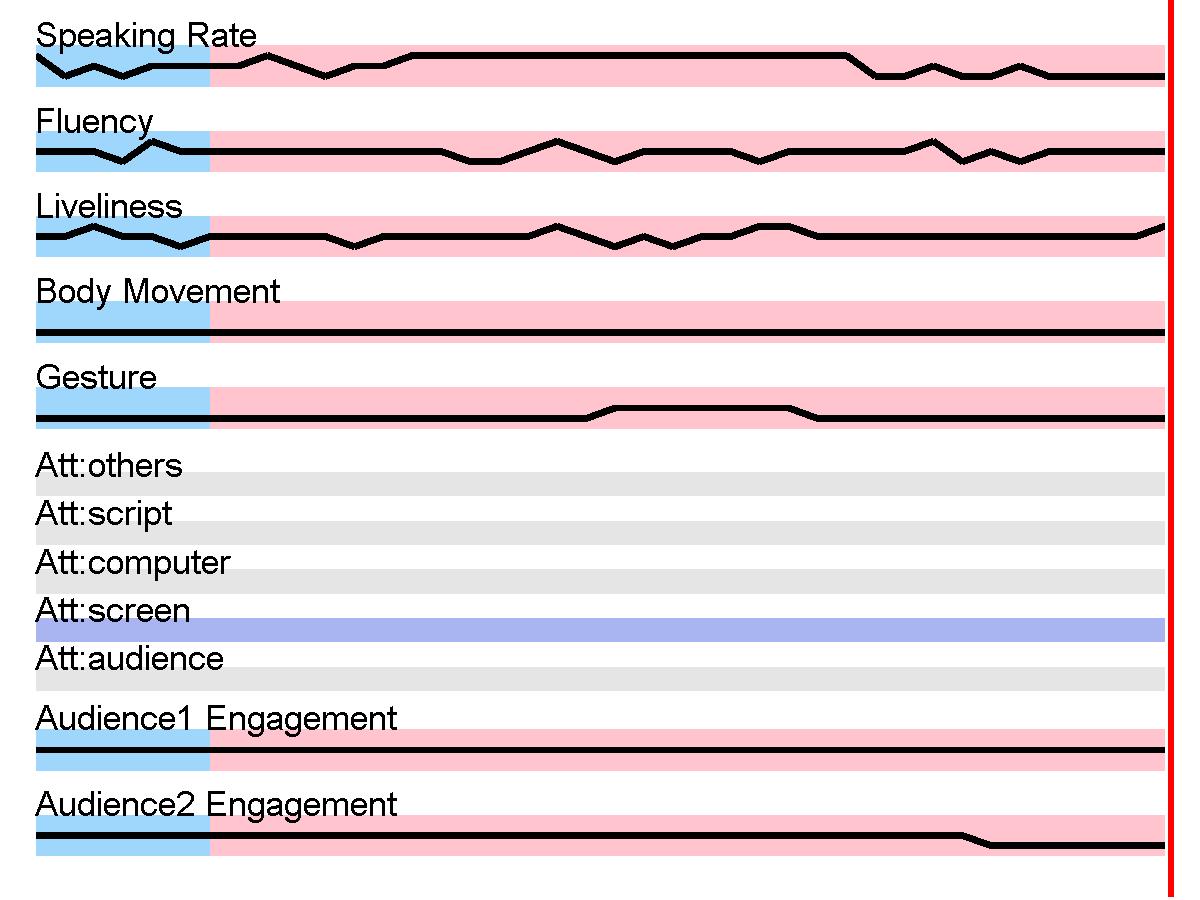 Speaking Rate
Fluency
Liveliness
Body Movement
Gesture
Att:others
Att:script
Att:computer
Att:screen
Att:audience
Audience1 Engagement
Audience2 Engagement